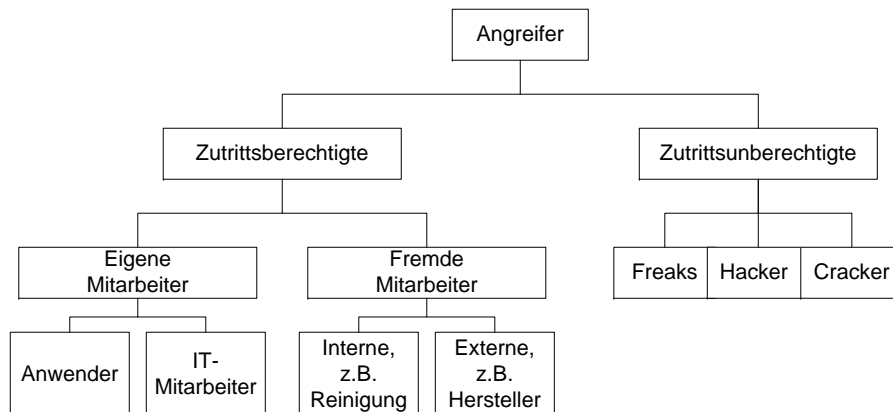 Angreifer
Zutrittsberechtigte
Zutrittsunberechtigte
Eigene
Mitarbeiter
Fremde
Mitarbeiter
Freaks
Hacker
Cracker
Anwender
IT-
Mitarbeiter
Interne,
z.B.
Reinigung
Externe,
z.B.
Hersteller